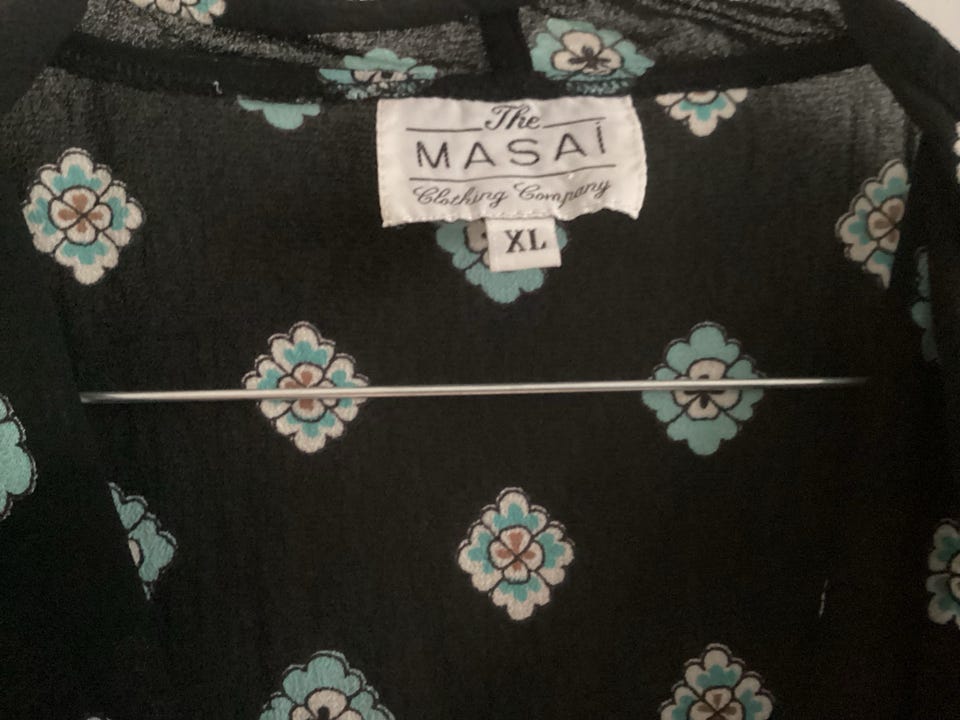 The
MASAI
Clothing Company
XL